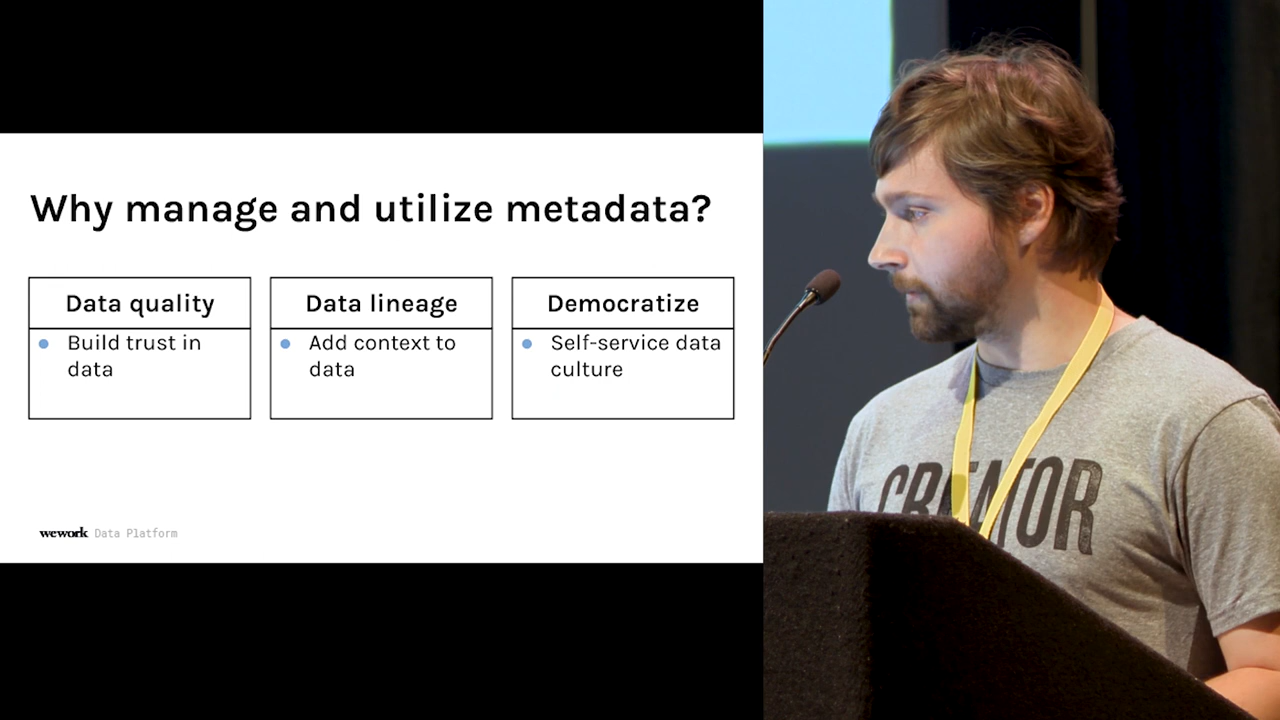 Why manage and utilize metadata?
Data quality
Build trust in
data
Data lineage
Add context to
data
Democratize
Self-service data
culture
wework Data Platform
CREATOR